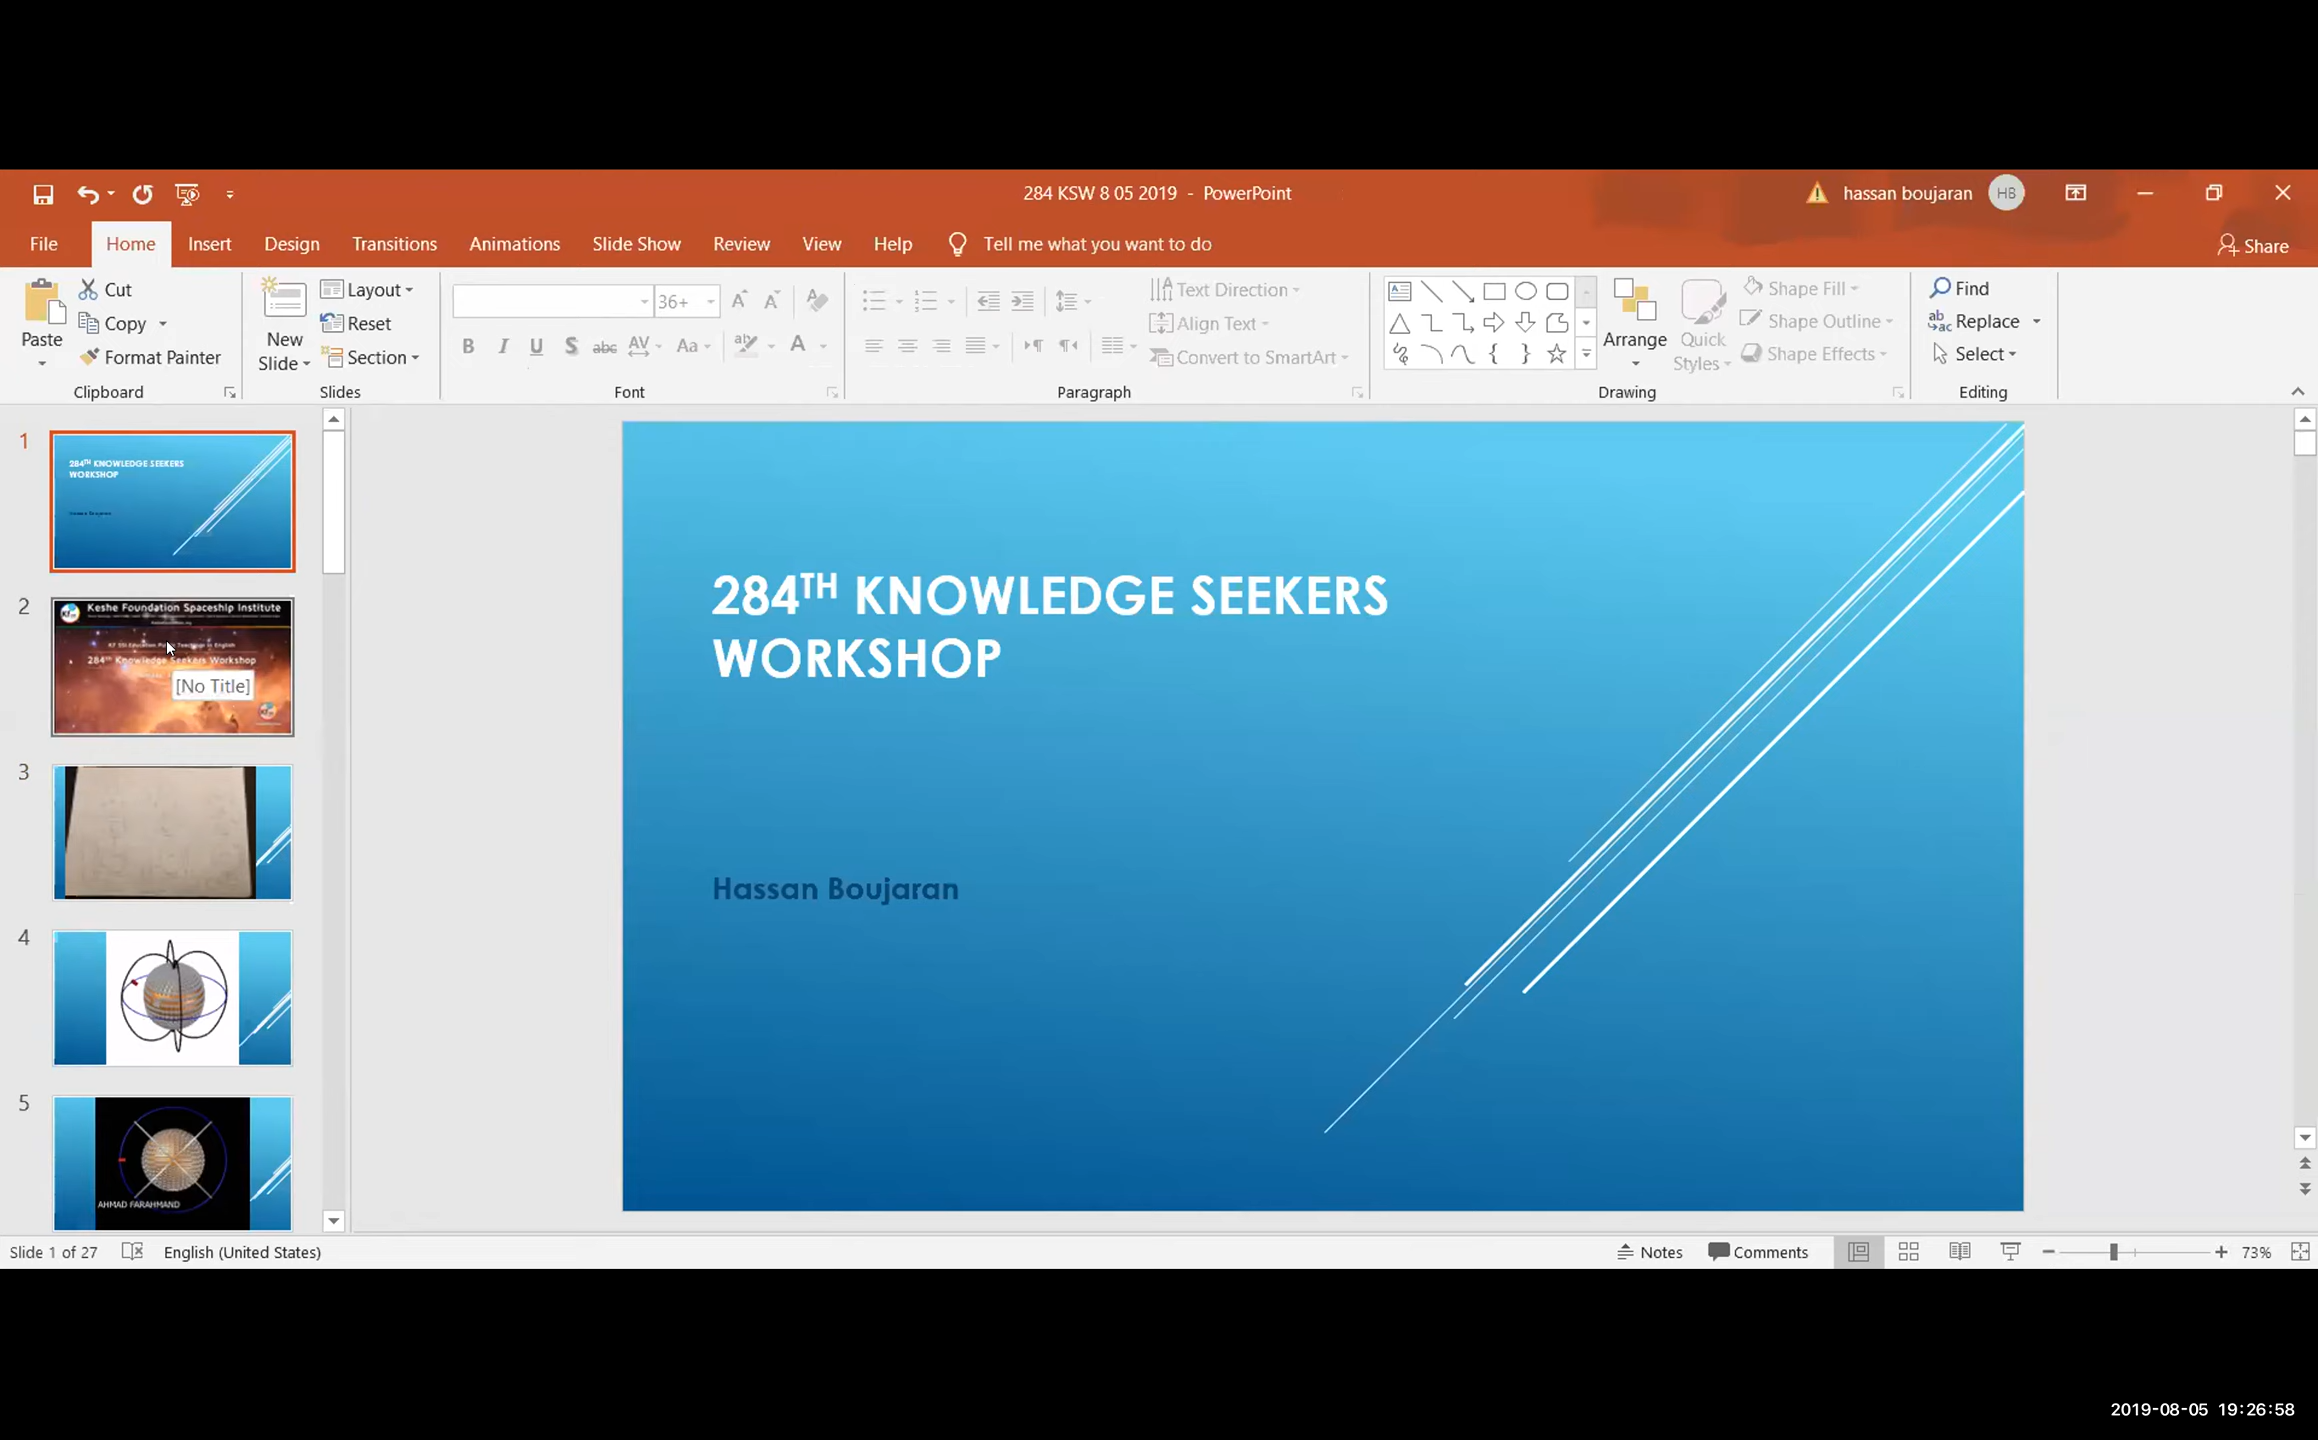 284 KSW 8 05 2019 - PowerPoint
hassan boujaran
HB
File
Home
Insert
Design
Transitions
Animations
Slide Show
Review
View
Help
Tell me what you want to do
Share
Paste
Cut
Copy
Format Painter
Clipboard
New
Slide
Layout
Reset
Section
Slides
36+
B
I
U
S
abc
AV
Aa
A
Font
Text Direction
Align Text
Convert to SmartArt
Paragraph
Arrange
Quick
Styles
Shape Fill
Shape Outline
Shape Effects
Drawing
Find
Replace
Select
Editing
1
284TH KNOWLEDGE SEEKERS
WORKSHOP
Hassan Boujaran
2
Keshe Foundation Spaceship Institute
284th Knowledge Seekers Workshop
[No Title]
3
4
5
AHMAD FARAHMAND
284TH KNOWLEDGE SEEKERS
WORKSHOP
Hassan Boujaran
Slide 1 of 27
English (United States)
Notes
Comments
73%
2019-08-05 19:26:58